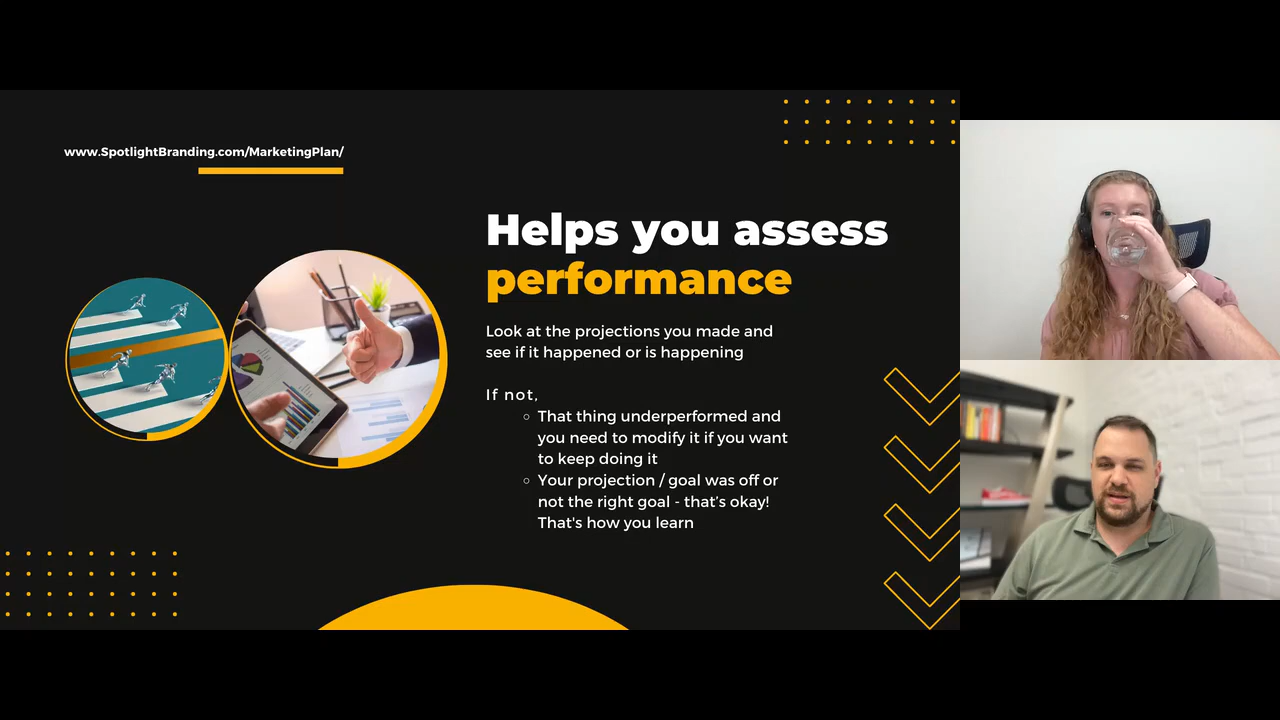 www.SpotlightBranding.com/MarketingPlan/
Helps you assess
performance
Look at the projections you made and
see if it happened or is happening
If not,
That thing underperformed and
you need to modify it if you want
to keep doing it
Your projection / goal was off or
not the right goal - that's okay!
That's how you learn